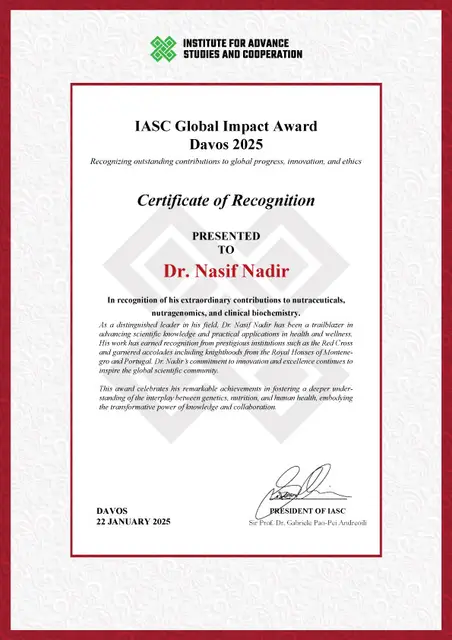 INSTITUTE FOR ADVANCE
STUDIES AND COOPERATION
IASC Global Impact Award
Davos 2025
Recognizing outstanding contributions to global progress, innovation, and ethics
Certificate of Recognition
PRESENTED
TO
Dr. Nasif Nadir
In recognition of his extraordinary contributions to nutraceuticals,
nutragenomics, and clinical biochemistry.
As a distinguished leader in his field, Dr. Nasif Nadir has been a trailblazer in
advancing scientific knowledge and practical applications in health and wellness.
His work has earned recognition from prestigious institutions such as the Red Cross
and garnered accolades including knighthoods from the Royal Houses of Montene-
gro and Portugal. Dr. Nadir's commitment to innovation and excellence continues to
inspire the global scientific community.
This award celebrates his remarkable achievements in fostering a deeper under-
standing of the interplay between genetics, nutrition, and human health, embodying
the transformative power of knowledge and collaboration.
DAVOS
22 JANUARY 2025
PRESIDENT OF IASC
Sir Prof. Dr. Gabriele Pao-Pei Andreoli